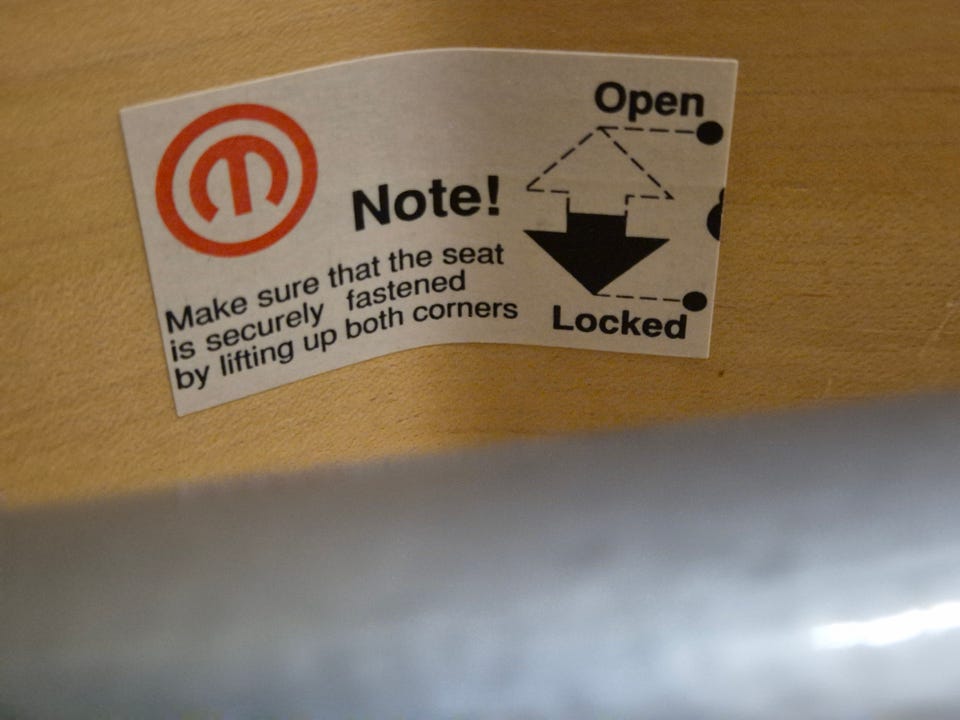 Open
Note!
Make sure that the seat
is securely fastened
by lifting up both corners
Locked